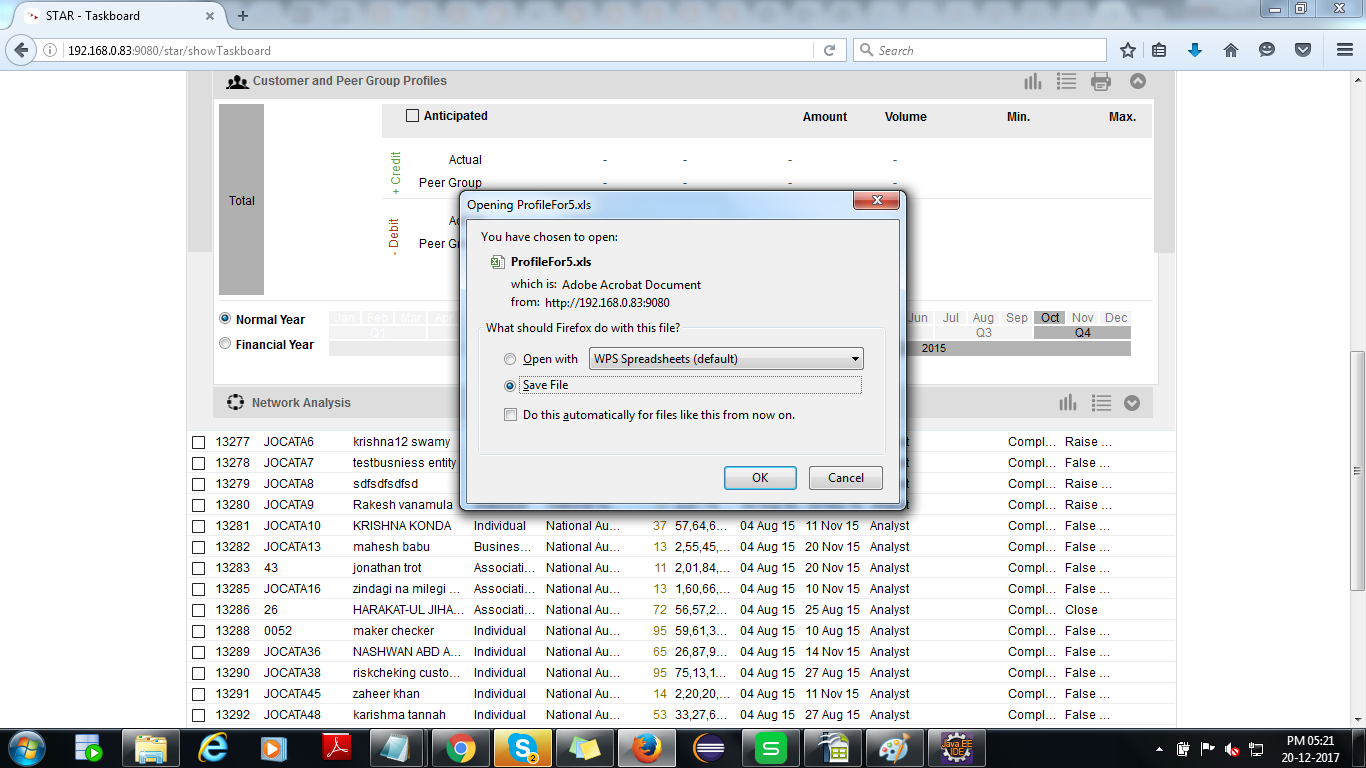 STAR - Taskboard
192.168.0.83:9080/star/showTaskboard
Search
Customer and Peer Group Profiles
Anticipated Amount Volume Min. Max.
Total
+ Credit
Actual - - - -
Peer Group - - - -
- Debit
Peer
Opening ProfileFor5.xls
You have chosen to open:
ProfileFor5.xls
which is: Adobe Acrobat Document
from: http://192.168.0.83:9080
What should Firefox do with this file?
Open with WPS Spreadsheets (default)
Save File
Do this automatically for files like this from now on.
OK Cancel
Normal Year
Jan Feb Mar
Jul Aug Sep Oct Nov Dec
Q1 Q3 Q4
Financial Year
2015
Network Analysis
13277 JOCATA6 krishna12 swamy Compl... Raise ...
13278 JOCATA7 testbusniess entity Compl... False ...
13279 JOCATA8 sdfsdfsdfsd Compl... Raise ...
13280 JOCATA9 Rakesh vanamula Compl... False ...
13281 JOCATA10 KRISHNA KONDA Individual National Au... 37 57,64,6... 04 Aug 15 11 Nov 15 Analyst Compl... False ...
13282 JOCATA13 mahesh babu Busines... National Au... 13 2,55,45,... 04 Aug 15 20 Nov 15 Analyst Compl... False ...
13283 43 jonathan trot Associati... National Au... 11 2,01,84,... 04 Aug 15 20 Nov 15 Analyst Compl... False ...
13285 JOCATA16 zindagi na milegi ... Associati... National Au... 13 1,60,66,... 04 Aug 15 10 Nov 15 Analyst Compl... False ...
13286 26 HARAKAT-UL JIHA... Associati... National Au... 72 56,57,2... 04 Aug 15 25 Aug 15 Analyst Compl... Close
13288 0052 maker checker Individual National Au... 95 59,61,3... 04 Aug 15 10 Aug 15 Analyst Compl... False ...
13289 JOCATA36 NASHWAN ABD A... Individual National Au... 65 26,87,9... 04 Aug 15 14 Nov 15 Analyst Compl... False ...
13290 JOCATA38 riskcheking custo... Individual National Au... 95 75,13,1... 04 Aug 15 27 Aug 15 Analyst Compl... False ...
13291 JOCATA45 zaheer khan Individual National Au... 14 2,20,20,... 04 Aug 15 11 Nov 15 Analyst Compl... False ...
13292 JOCATA48 karishma tannah Individual National Au... 53 33,27,6... 04 Aug 15 27 Aug 15 Analyst Compl... False ...
S 2
S
Java EE
IDE
PM 05:21
20-12-2017